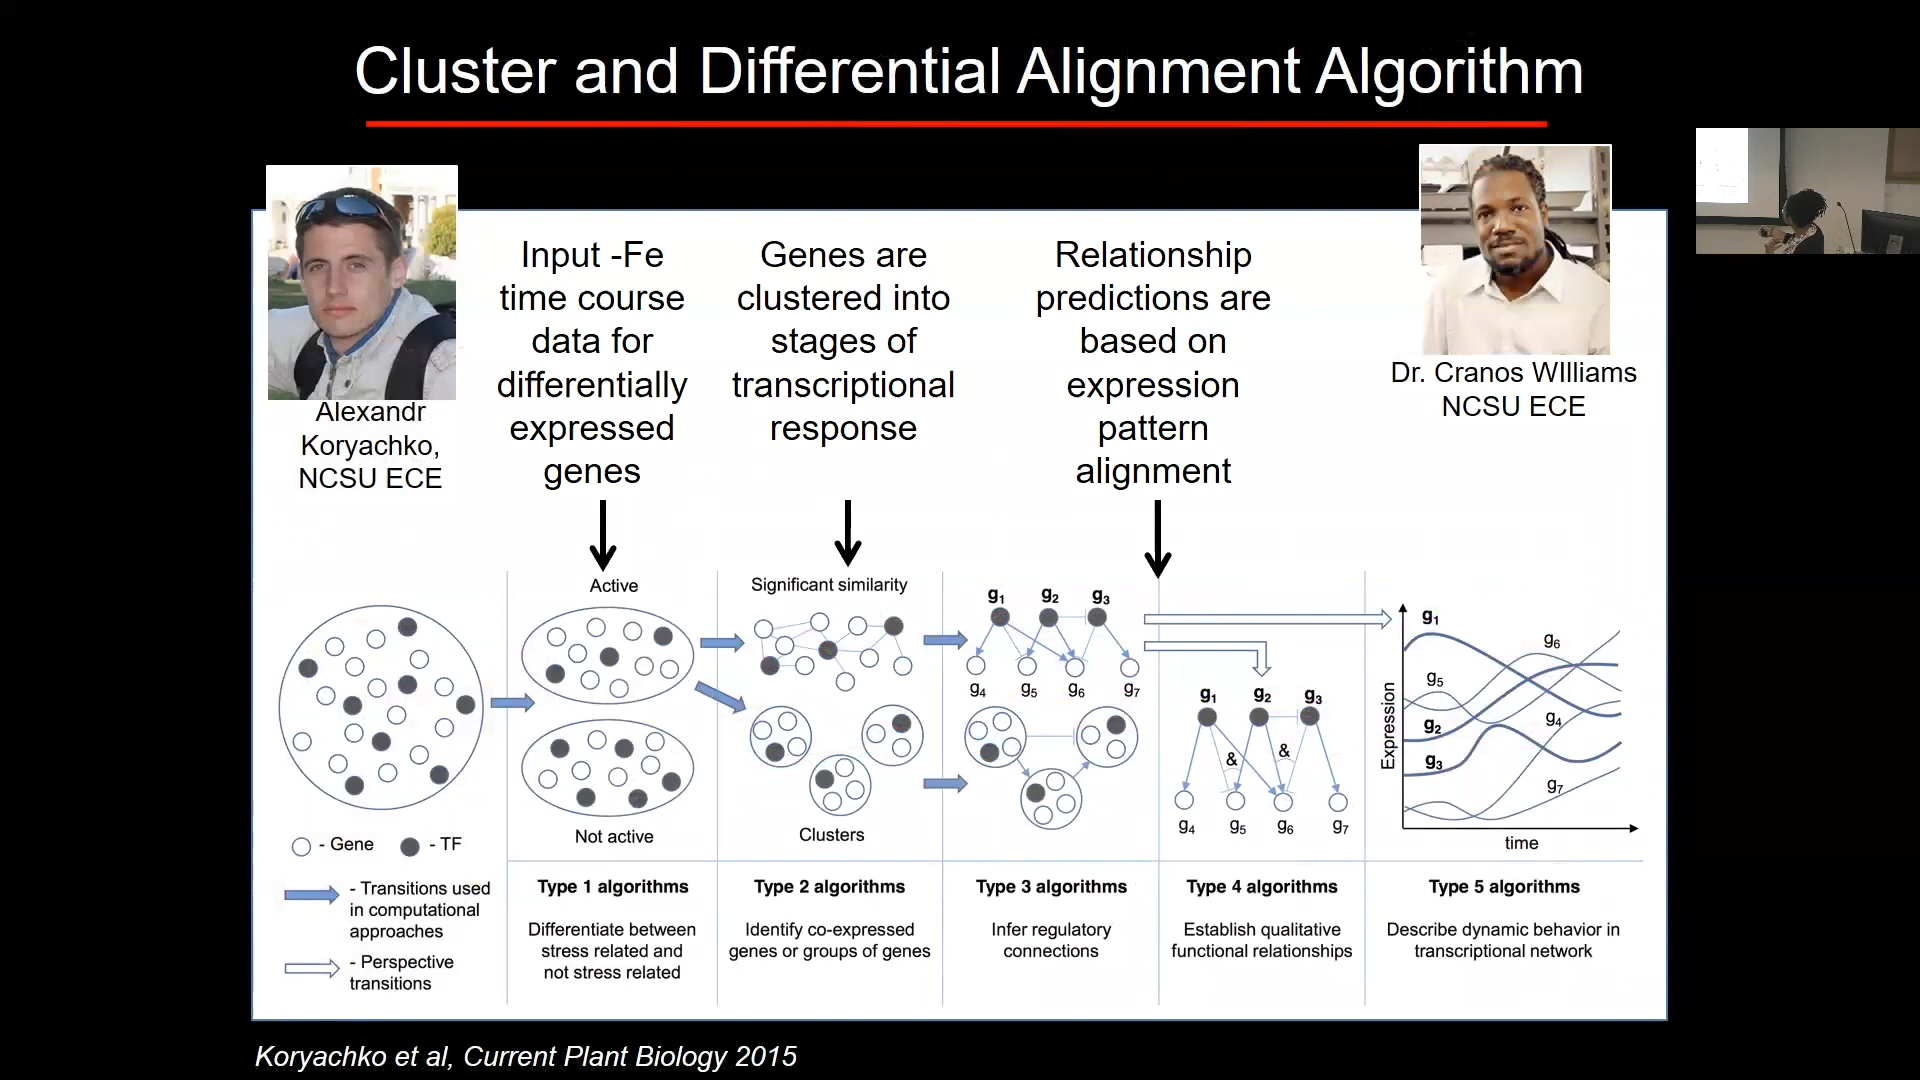 Cluster and Differential Alignment Algorithm
Alexandr
Koryachko,
NCSU ECE
Input -Fe
time course
data for
differentially
expressed
genes
Genes are
clustered into
stages of
transcriptional
response
Relationship
predictions are
based on
expression
pattern
alignment
Dr. Cranos WIlliams
NCSU ECE
- Gene
- TF
- Transitions used
in computational
approaches
- Perspective
transitions
Active
Not active
Type 1 algorithms
Differentiate between
stress related and
not stress related
Significant similarity
Clusters
Type 2 algorithms
Identify co-expressed
genes or groups of genes
g1 g2 g3
g4 g5 g6 g7
Type 3 algorithms
Infer regulatory
connections
g1 g2 g3
& &
g4 g5 g6 g7
Type 4 algorithms
Establish qualitative
functional relationships
Expression
g1
g6
g5
g4
g2
g3
g7
time
Type 5 algorithms
Describe dynamic behavior in
transcriptional network
Koryachko et al, Current Plant Biology 2015